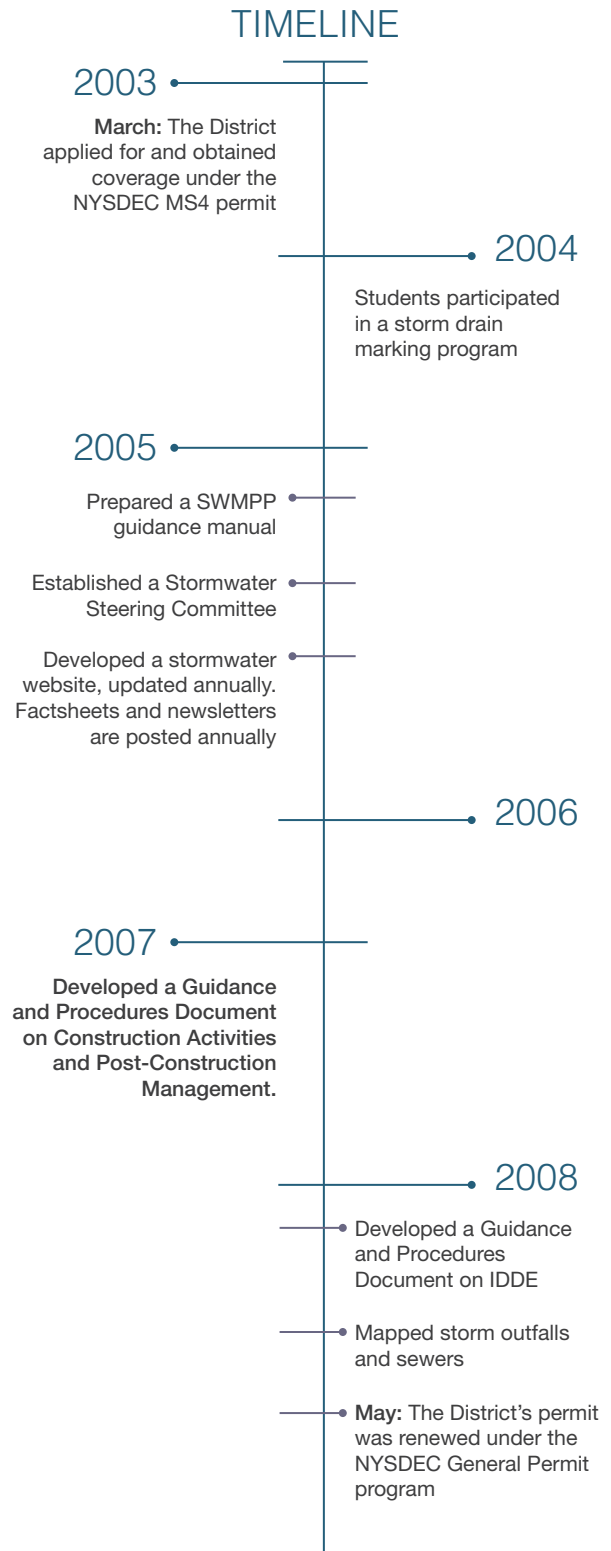 TIMELINE
2003
March: The District
applied for and obtained
coverage under the
NYSDEC MS4 permit
2004
Students participated
in a storm drain
marking program
2005
Prepared a SWMPP
guidance manual
Established a Stormwater
Steering Committee
Developed a stormwater
website, updated annually.
Factsheets and newsletters
are posted annually
2006
2007
Developed a Guidance
and Procedures Document
on Construction Activities
and Post-Construction
Management.
2008
Developed a Guidance
and Procedures
Document on IDDE
Mapped storm outfalls
and sewers
May: The District’s permit
was renewed under the
NYSDEC General Permit
program